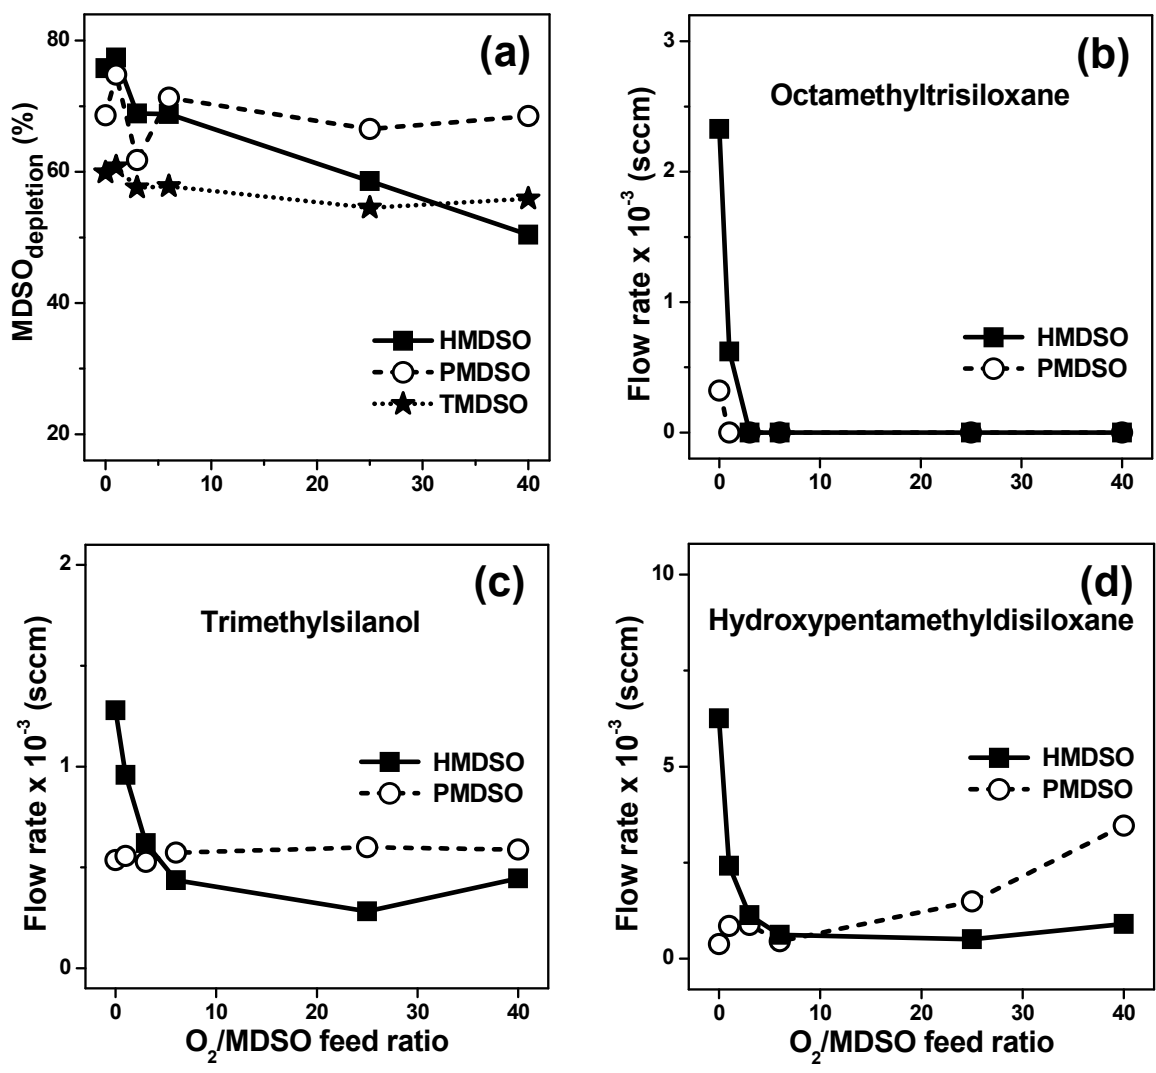 (a)
80
60
40
20
MDSO_depletion (%)
HMDSO
PMDSO
TMDSO
0 10 20 30 40
(b)
Octamethyltrisiloxane
3
2
1
0
Flow rate x 10^-3 (sccm)
HMDSO
PMDSO
0 10 20 30 40
(c)
Trimethylsilanol
2
1
0
Flow rate x 10^-3 (sccm)
HMDSO
PMDSO
0 10 20 30 40
O₂/MDSO feed ratio
(d)
Hydroxypentamethyldisiloxane
10
5
0
Flow rate x 10^-3 (sccm)
HMDSO
PMDSO
0 10 20 30 40
O₂/MDSO feed ratio